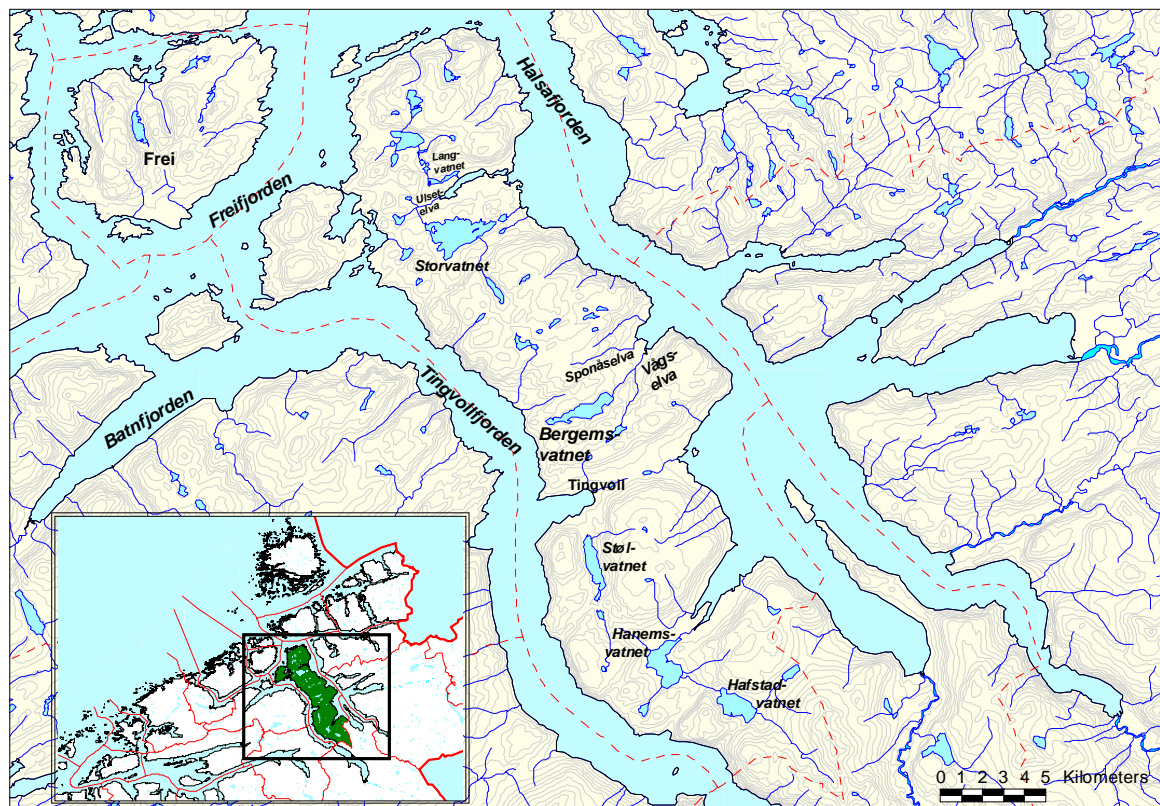 Halsafjorden
Lang-
vatnet
Frei
Ulset-
elva
Freifjorden
Storvatnet
Sponåselva
Vågs-
elva
Tingvollfjorden
Batnfjorden
Bergems-
vatnet
Tingvoll
Støl-
vatnet
Hanems-
vatnet
Hafstad-
vatnet
0 1 2 3 4 5 Kilometers